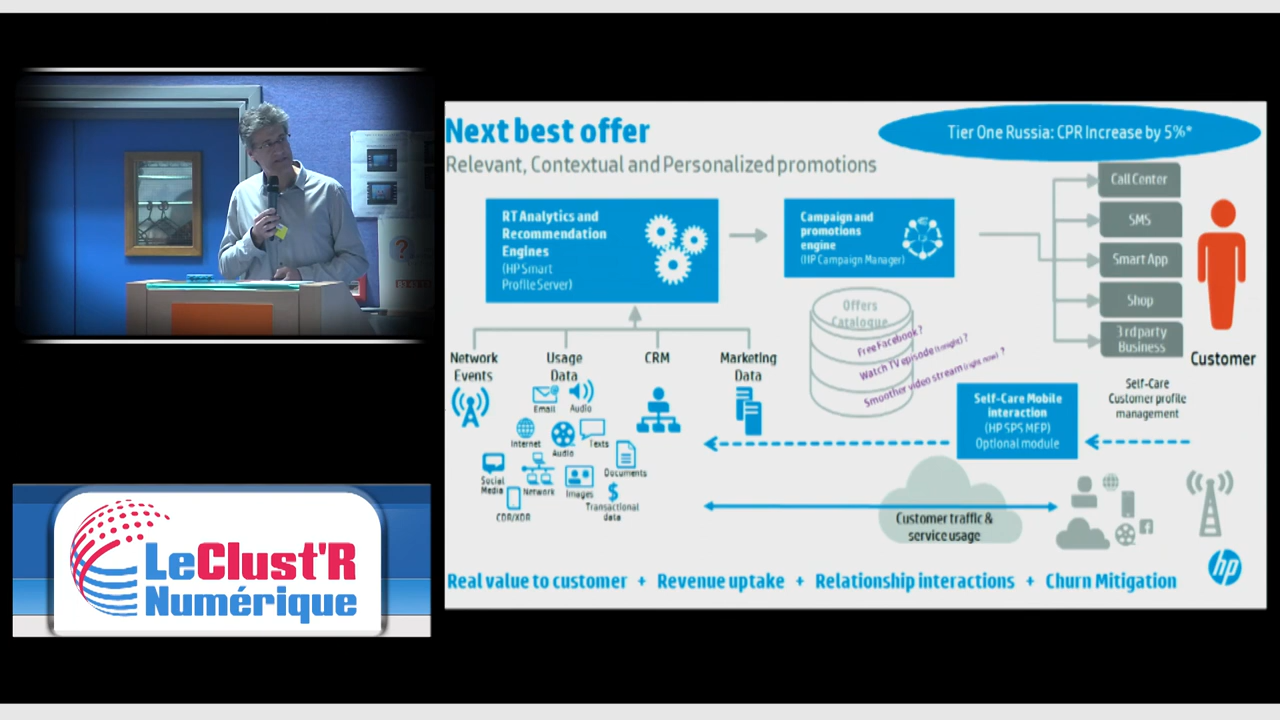 Next best offer
Relevant, Contextual and Personalized promotions
Tier One Russia: CPR Increase by 5%*
RT Analytics and
Recommendation
Engines
(HP Smart
Profile Server)
Campaign and
promotions
engine
(HP Campaign Manager)
Call Center
SMS
Smart App
Shop
3rd party
Business
Customer
Offers
Catalogue
Free Facebook?
Watch TV episode (tonight)?
Smoother video stream (right now) ?
Network
Events
Usage
Data
CRM
Marketing
Data
Email
Audio
Internet
Audio
Texts
Documents
Social
Media
Network
Images
CDR/XDR
Transactional
data
Self-Care Mobile
interaction
(HP SPS MFP)
Optional module
Self-Care
Customer profile
management
Customer traffic &
service usage
Real value to customer + Revenue uptake + Relationship interactions + Churn Mitigation
hp
LeClust'R
Numérique